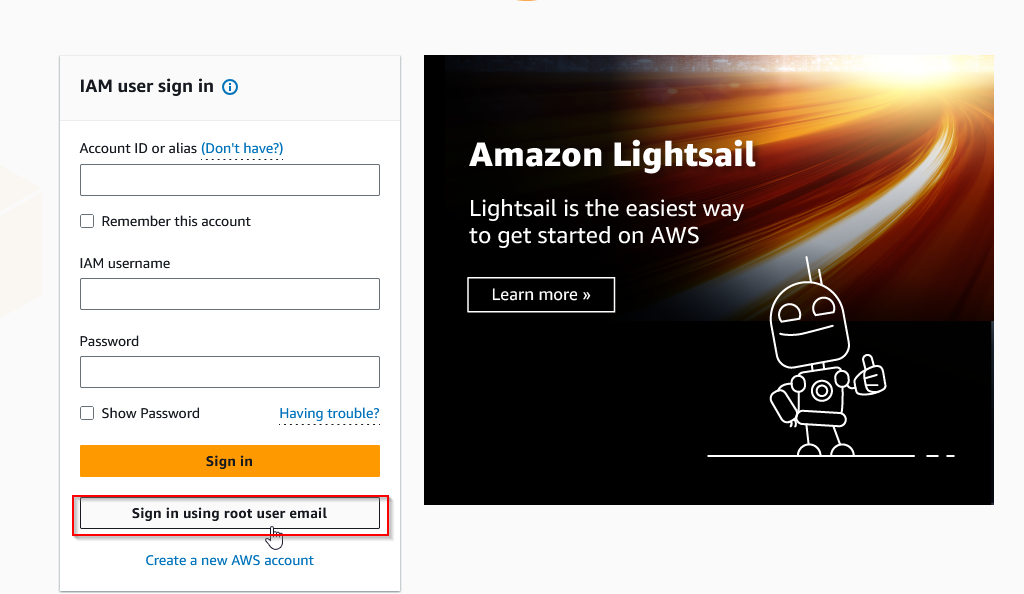 IAM user sign in
Account ID or alias (Don't have?)
Remember this account
IAM username
Password
Show Password
Having trouble?
Sign in
Sign in using root user email
Create a new AWS account
Amazon Lightsail
Lightsail is the easiest way
to get started on AWS
Learn more »